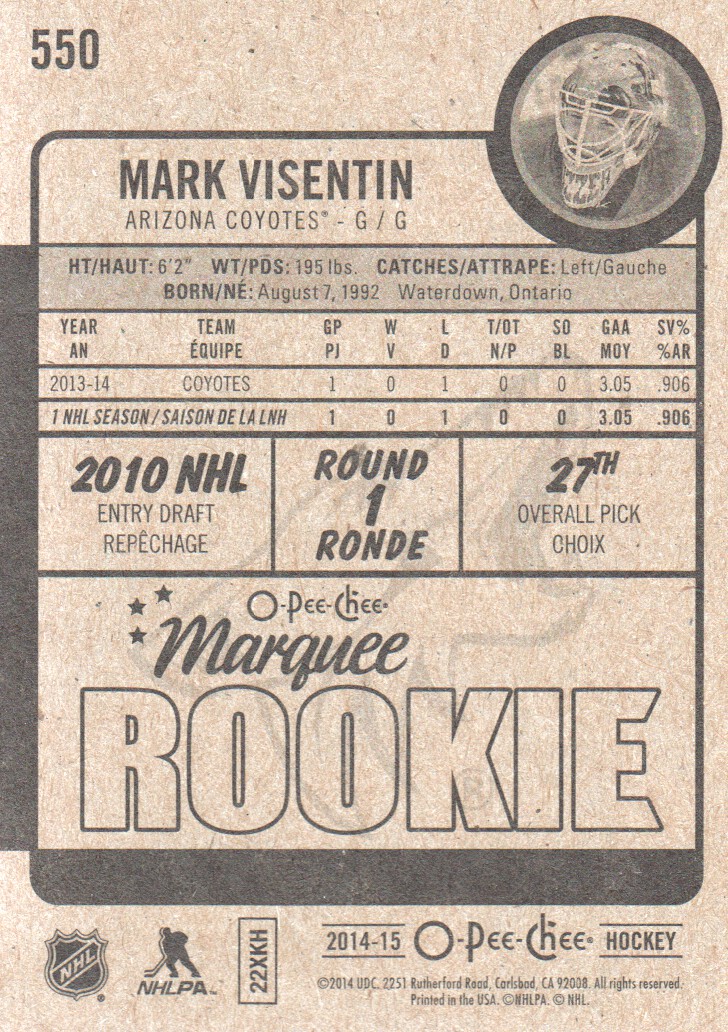 550
MARK VISENTIN
ARIZONA COYOTES® - G / G
HT/HAUT: 6'2" WT/PDS: 195 lbs. CATCHES/ATTRAPE: Left/Gauche
BORN/NÉ: August 7, 1992 Waterdown, Ontario
YEAR TEAM GP W L T/OT SO GAA SV%
AN ÉQUIPE PJ V D N/P BL MOY %AR
2013-14 COYOTES 1 0 1 0 0 3.05 .906
1 NHL SEASON / SAISON DE LA LNH 1 0 1 0 0 3.05 .906
2010 NHL
ENTRY DRAFT
REPÊCHAGE
ROUND
1
RONDE
27TH
OVERALL PICK
CHOIX
O-Pee-Chee®
Marquee
ROOKIE
®
NHL
NHLPA™
22XKH
2014-15 O-Pee-Chee® HOCKEY
©2014 UDC. 2251 Rutherford Road, Carlsbad, CA 92008. All rights reserved.
Printed in the USA. ©NHLPA. © NHL.